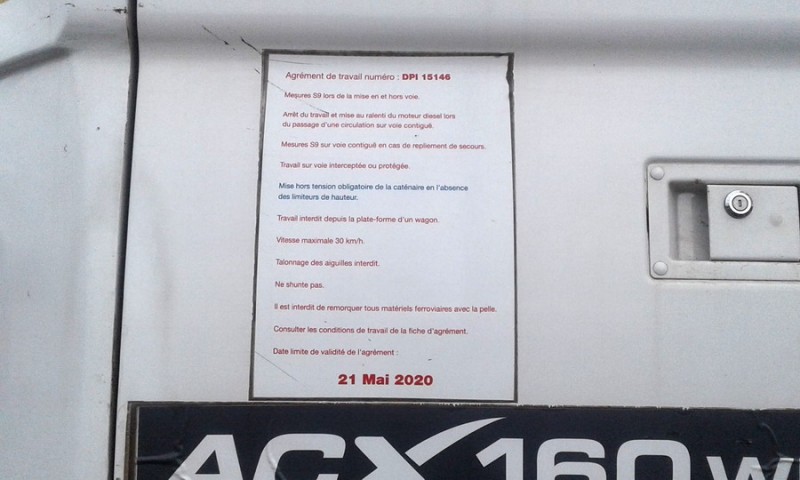 Agrément de travail numéro : DPI 15146
Mesures S9 lors de la mise en et hors voie.
Arrêt du travail et mise au ralenti du moteur diesel lors
du passage d'une circulation sur voie contiguë.
Mesures S9 sur voie contiguë en cas de repliement de secours.
Travail sur voie interceptée ou protégée.
Mise hors tension obligatoire de la caténaire en l'absence
des limiteurs de hauteur.
Travail interdit depuis la plate-forme d'un wagon.
Vitesse maximale 30 km/h.
Talonnage des aiguilles interdit.
Ne shunte pas.
Il est interdit de remorquer tous matériels ferroviaires avec la pelle.
Consulter les conditions de travail de la fiche d'agrément.
Date limite de validité de l'agrément :
21 Mai 2020
ACX 160